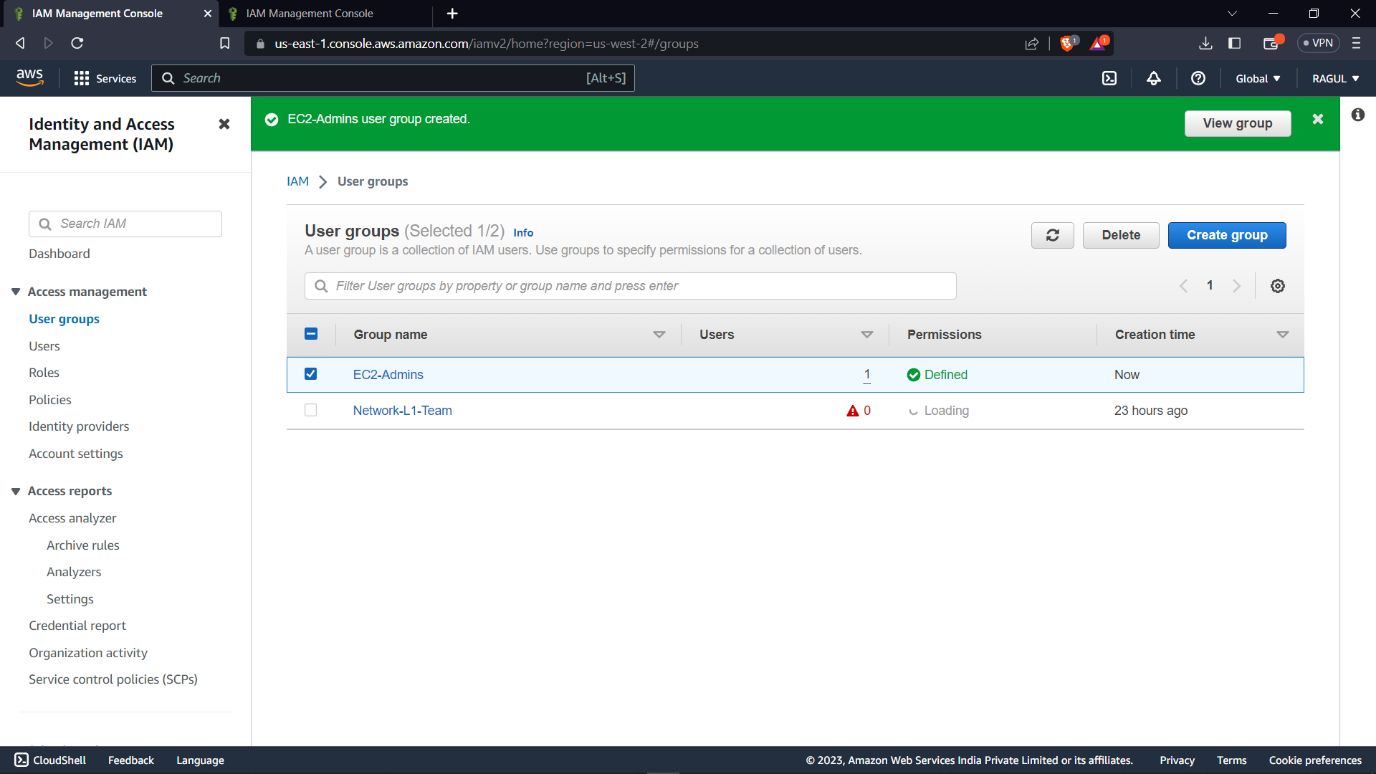 IAM Management Console
IAM Management Console
us-east-1.console.aws.amazon.com/iamv2/home?region=us-west-2#/groups
1
1
VPN
aws
Services
Search
[Alt+S]
Global
RAGUL
Identity and Access
Management (IAM)
Search IAM
Dashboard
Access management
User groups
Users
Roles
Policies
Identity providers
Account settings
Access reports
Access analyzer
Archive rules
Analyzers
Settings
Credential report
Organization activity
Service control policies (SCPs)
EC2-Admins user group created.
View group
IAM
User groups
User groups (Selected 1/2) Info
A user group is a collection of IAM users. Use groups to specify permissions for a collection of users.
Delete
Create group
Filter User groups by property or group name and press enter
1
Group name Users Permissions Creation time
EC2-Admins 1 Defined Now
Network-L1-Team 0 Loading 23 hours ago
CloudShell Feedback Language © 2023, Amazon Web Services India Private Limited or its affiliates. Privacy Terms Cookie preferences